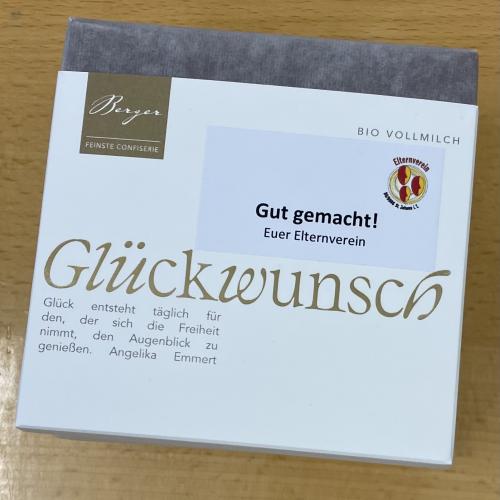 Berger
FEINSTE CONFISERIE
BIO VOLLMILCH
Elternverein
Gut gemacht!
Euer Elternverein
Glückwunsch
Glück entsteht täglich für
den, der sich die Freiheit
nimmt, den Augenblick zu
genießen. Angelika Emmert